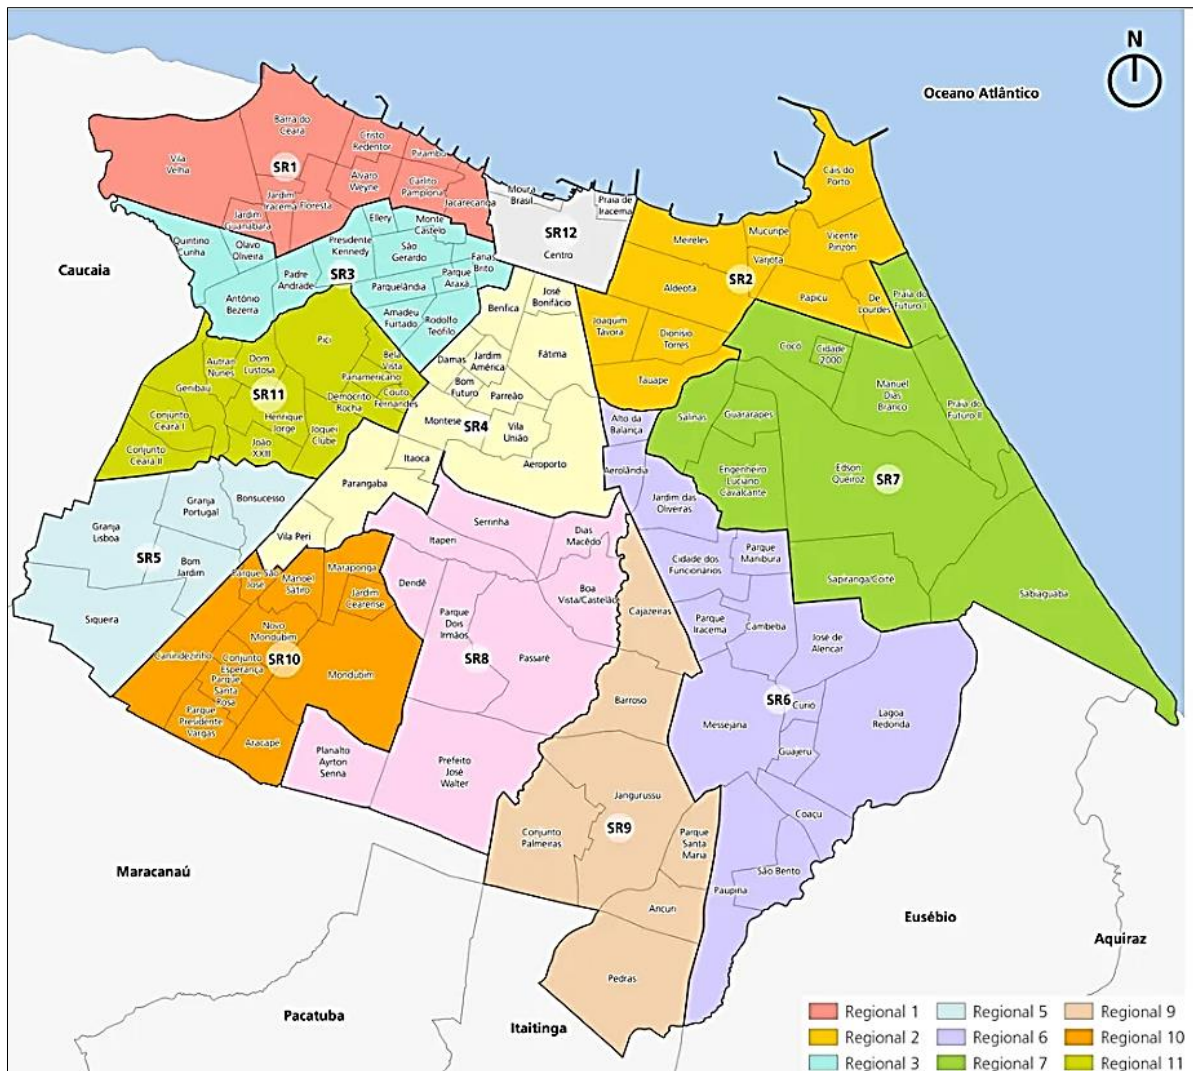 N
Oceano Atlântico
Barra do
Ceará
Cristo
Redentor
Pirambu
Vila
Velha
SR1
Alvaro
Weyne
Carlito
Pamplona
Jardim
Iracema
Floresta
Jacarecanga
Jardim
Guanabara
Moura
Brasil
Praia de
Iracema
SR12
Centro
Cais do
Porto
Meireles
Mucuripe
Vicente
Pinzón
Varjota
SR2
Aldeota
Papicu
De
Lourdes
Joaquim
Távora
Dionísio
Torres
Tauape
Caucaia
Quintino
Cunha
Olavo
Oliveira
Ellery
Monte
Castelo
Presidente
Kennedy
São
Gerardo
Farias
Brito
Padre
Andrade
SR3
Parquelândia
Parque
Araxá
Antônio
Bezerra
Amadeu
Furtado
Rodolfo
Teófilo
Benfica
José
Bonifácio
Damas
Jardim
América
Fátima
Bom
Futuro
Parreão
Montese
SR4
Vila
União
Aeroporto
Itaoca
Parangaba
Vila Peri
Pici
Autran
Nunes
Dom
Lustosa
Bela
Vista
Panamericano
Genibaú
SR11
Democrito
Rocha
Couto
Fernandes
Conjunto
Ceará I
Henrique
Jorge
Joquei
Clube
Conjunto
Ceará II
João
XXIII
Praia do
Futuro I
Cocó
Cidade
2000
Manuel
Dias
Branco
Praia do
Futuro II
Salinas
Guararapes
Engenheiro
Luciano
Cavalcante
Edson
Queiroz
SR7
Sapiranga/Coité
Sabiaguaba
Alto da
Balança
Aerolândia
Jardim das
Oliveiras
Cidade dos
Funcionários
Parque
Manibura
Parque
Iracema
Cambeba
José de
Alencar
SR6
Curió
Messejana
Lagoa
Redonda
Guajeru
Coaçu
São Bento
Paupina
Granja
Portugal
Bonsucesso
Granja
Lisboa
SR5
Bom
Jardim
Siqueira
Parque São
José
Manoel
Sátiro
Maraponga
Jardim
Cearense
Novo
Mondubim
Canindezinho
Conjunto
Esperança
SR10
Parque
Santa
Rosa
Mondubim
Parque
Presidente
Vargas
Aracapé
Serrinha
Itaperi
Dias
Macêdo
Dendê
Boa
Vista/Castelão
Parque
Dois
Irmãos
SR8
Passaré
Planalto
Ayrton
Senna
Prefeito
José
Walter
Cajazeiras
Barroso
Jangurussu
Conjunto
Palmeiras
SR9
Parque
Santa
Maria
Ancuri
Pedras
Maracanaú
Pacatuba
Itaitinga
Eusébio
Aquiraz
Regional 1
Regional 2
Regional 3
Regional 5
Regional 6
Regional 7
Regional 9
Regional 10
Regional 11